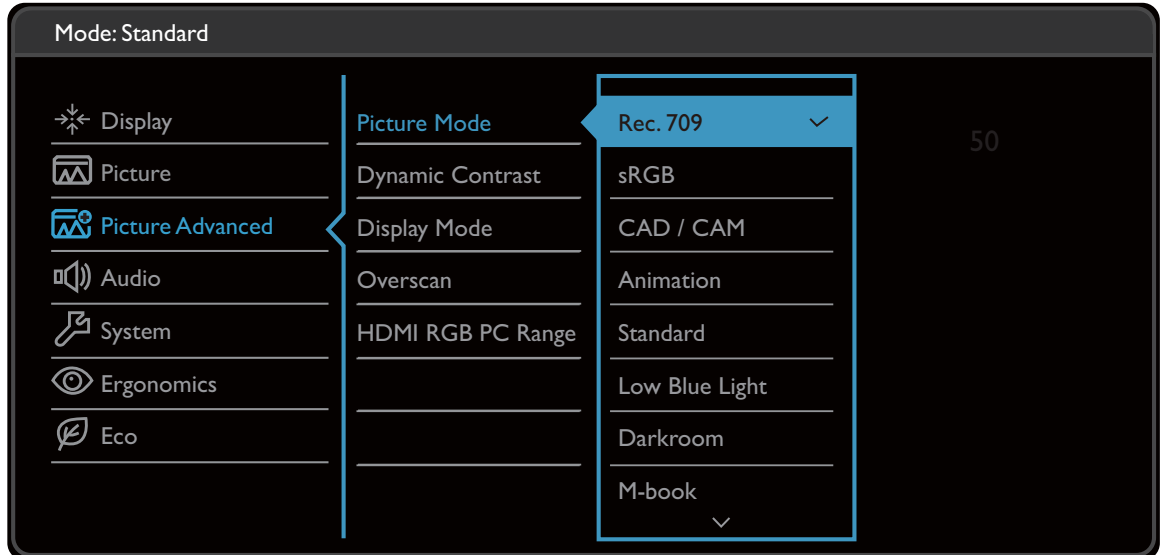 Mode: Standard
Display
Picture
Picture Advanced
Audio
System
Ergonomics
Eco
Picture Mode
Dynamic Contrast
Display Mode
Overscan
HDMI RGB PC Range
Rec. 709
sRGB
CAD / CAM
Animation
Standard
Low Blue Light
Darkroom
M-book
50